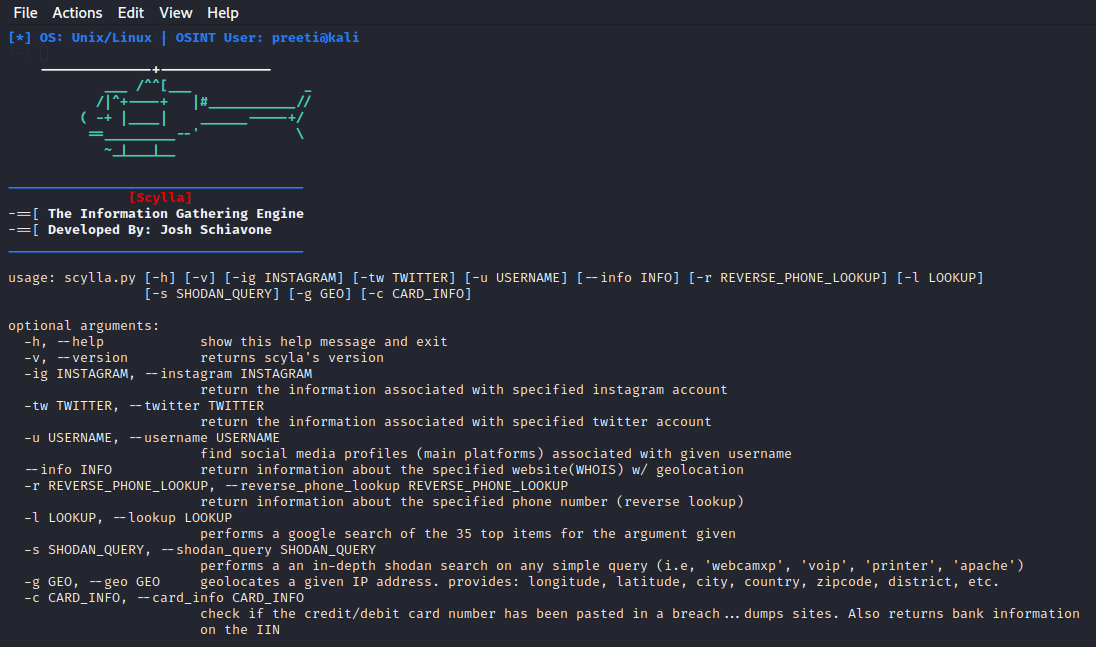 File Actions Edit View Help
[*] OS: Unix/Linux | OSINT User: preeti@kali
[Scylla]
-==[ The Information Gathering Engine
-==[ Developed By: Josh Schiavone
usage: scylla.py [-h] [-v] [-ig INSTAGRAM] [-tw TWITTER] [-u USERNAME] [--info INFO] [-r REVERSE_PHONE_LOOKUP] [-l LOOKUP]
[-s SHODAN_QUERY] [-g GEO] [-c CARD_INFO]
optional arguments:
-h, --help show this help message and exit
-v, --version returns scyla's version
-ig INSTAGRAM, --instagram INSTAGRAM
return the information associated with specified instagram account
-tw TWITTER, --twitter TWITTER
return the information associated with specified twitter account
-u USERNAME, --username USERNAME
find social media profiles (main platforms) associated with given username
--info INFO return information about the specified website(WHOIS) w/ geolocation
-r REVERSE_PHONE_LOOKUP, --reverse_phone_lookup REVERSE_PHONE_LOOKUP
return information about the specified phone number (reverse lookup)
-l LOOKUP, --lookup LOOKUP
performs a google search of the 35 top items for the argument given
-s SHODAN_QUERY, --shodan_query SHODAN_QUERY
performs a an in-depth shodan search on any simple query (i.e, 'webcamxp', 'voip', 'printer', 'apache')
-g GEO, --geo GEO geolocates a given IP address. provides: longitude, latitude, city, country, zipcode, district, etc.
-c CARD_INFO, --card_info CARD_INFO
check if the credit/debit card number has been pasted in a breach...dumps sites. Also returns bank information
on the IIN